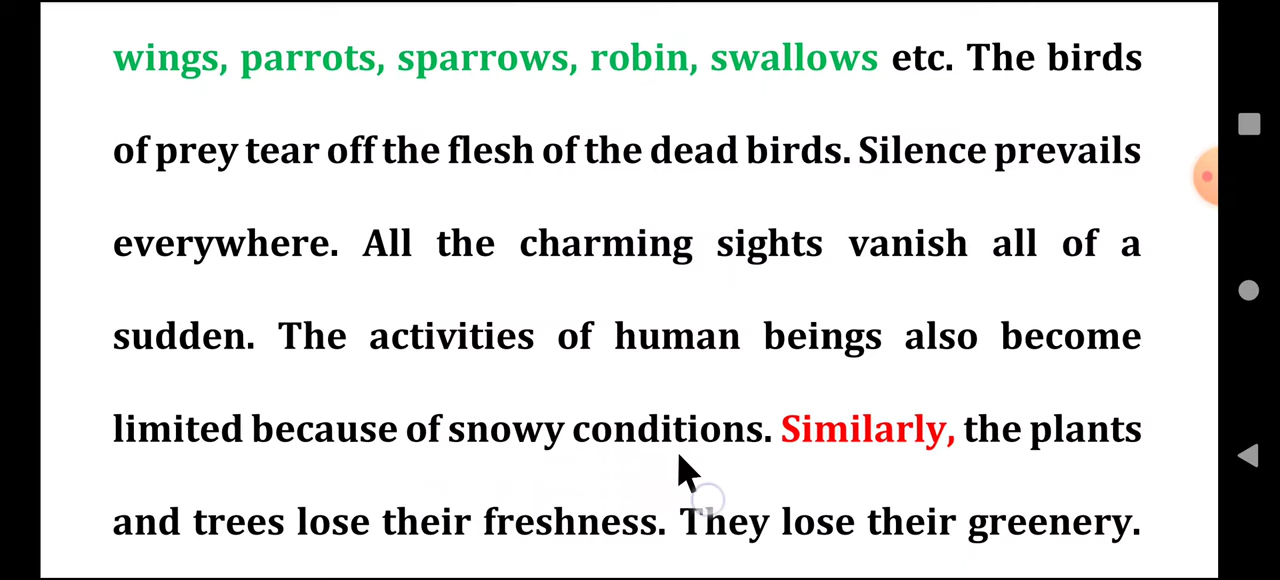 wings, parrots, sparrows, robin, swallows etc. The birds
of prey tear off the flesh of the dead birds. Silence prevails
everywhere. All the charming sights vanish all of a
sudden. The activities of human beings also become
limited because of snowy conditions. Similarly, the plants
and trees lose their freshness. They lose their greenery.